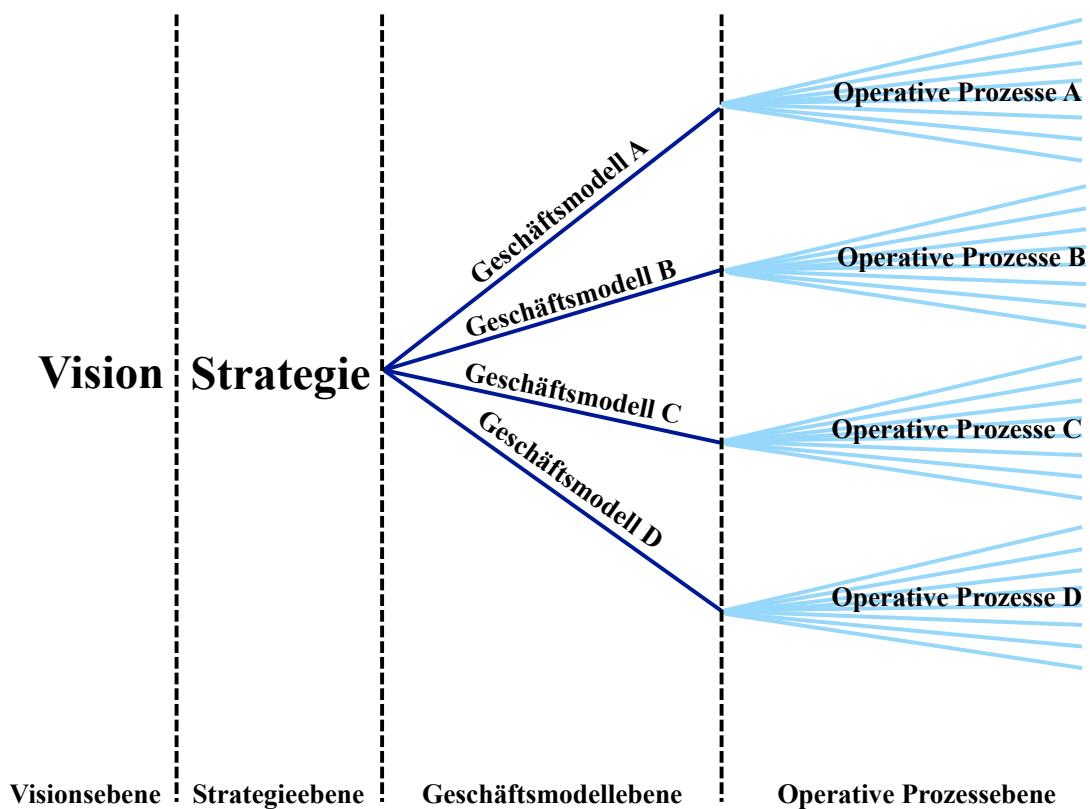 Operative Prozesse A
Geschäftsmodell A
Operative Prozesse B
Geschäftsmodell B
Vision
Strategie
Geschäftsmodell C
Operative Prozesse C
Geschäftsmodell D
Operative Prozesse D
Visionsebene
Strategieebene
Geschäftsmodellebene
Operative Prozessebene